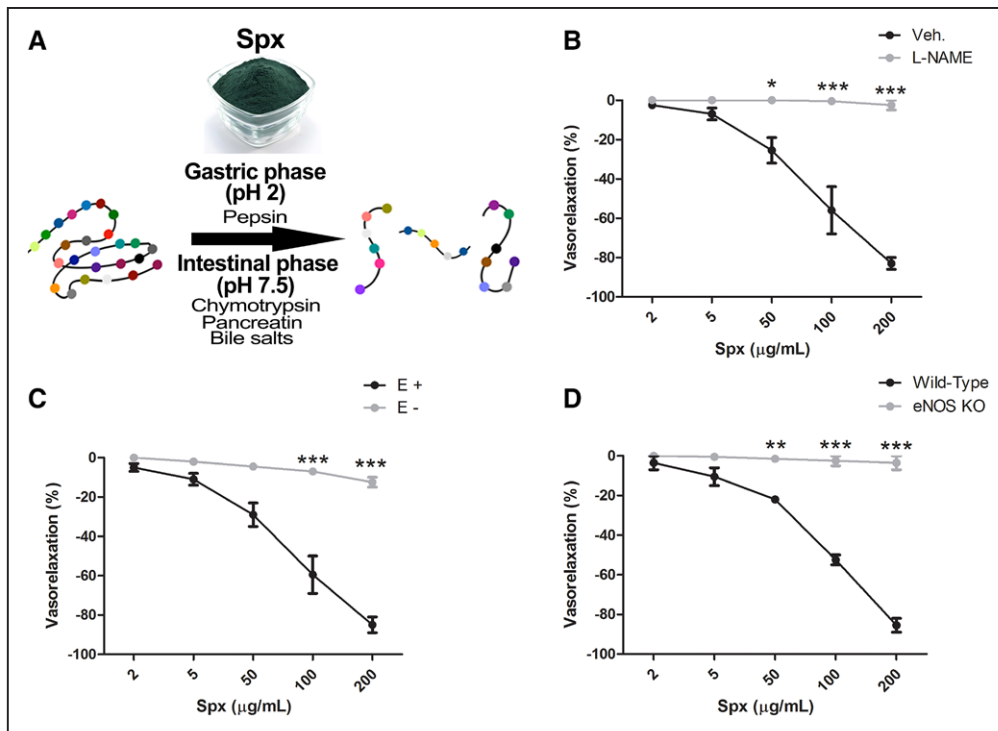 A
Spx
Gastric phase
(pH 2)
Pepsin
Intestinal phase
(pH 7.5)
Chymotrypsin
Pancreatin
Bile salts
B
Veh.
L-NAME
* *** ***
Vasorelaxation (%)
0
-20
-40
-60
-80
-100
2 5 50 100 200
Spx (μg/mL)
C
E +
E -
*** ***
Vasorelaxation (%)
0
-20
-40
-60
-80
-100
2 5 50 100 200
Spx (μg/mL)
D
Wild-Type
eNOS KO
** *** ***
Vasorelaxation (%)
0
-20
-40
-60
-80
-100
2 5 50 100 200
Spx (μg/mL)